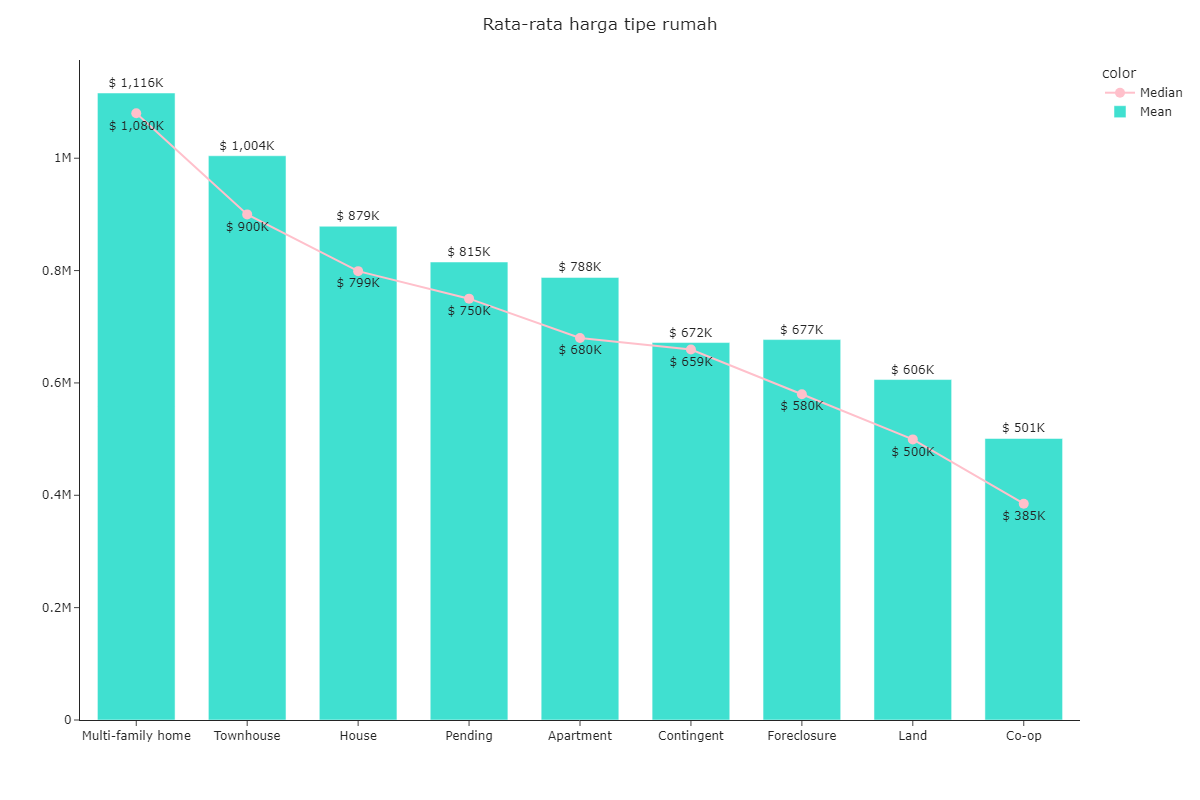 Rata-rata harga tipe rumah
color
Median
Mean
1M
0.8M
0.6M
0.4M
0.2M
0
$ 1,116K
$ 1,004K
$ 879K
$ 815K
$ 788K
$ 672K
$ 677K
$ 606K
$ 501K
$ 1,080K
$ 900K
$ 799K
$ 750K
$ 680K
$ 659K
$ 580K
$ 500K
$ 385K
Multi-family home
Townhouse
House
Pending
Apartment
Contingent
Foreclosure
Land
Co-op